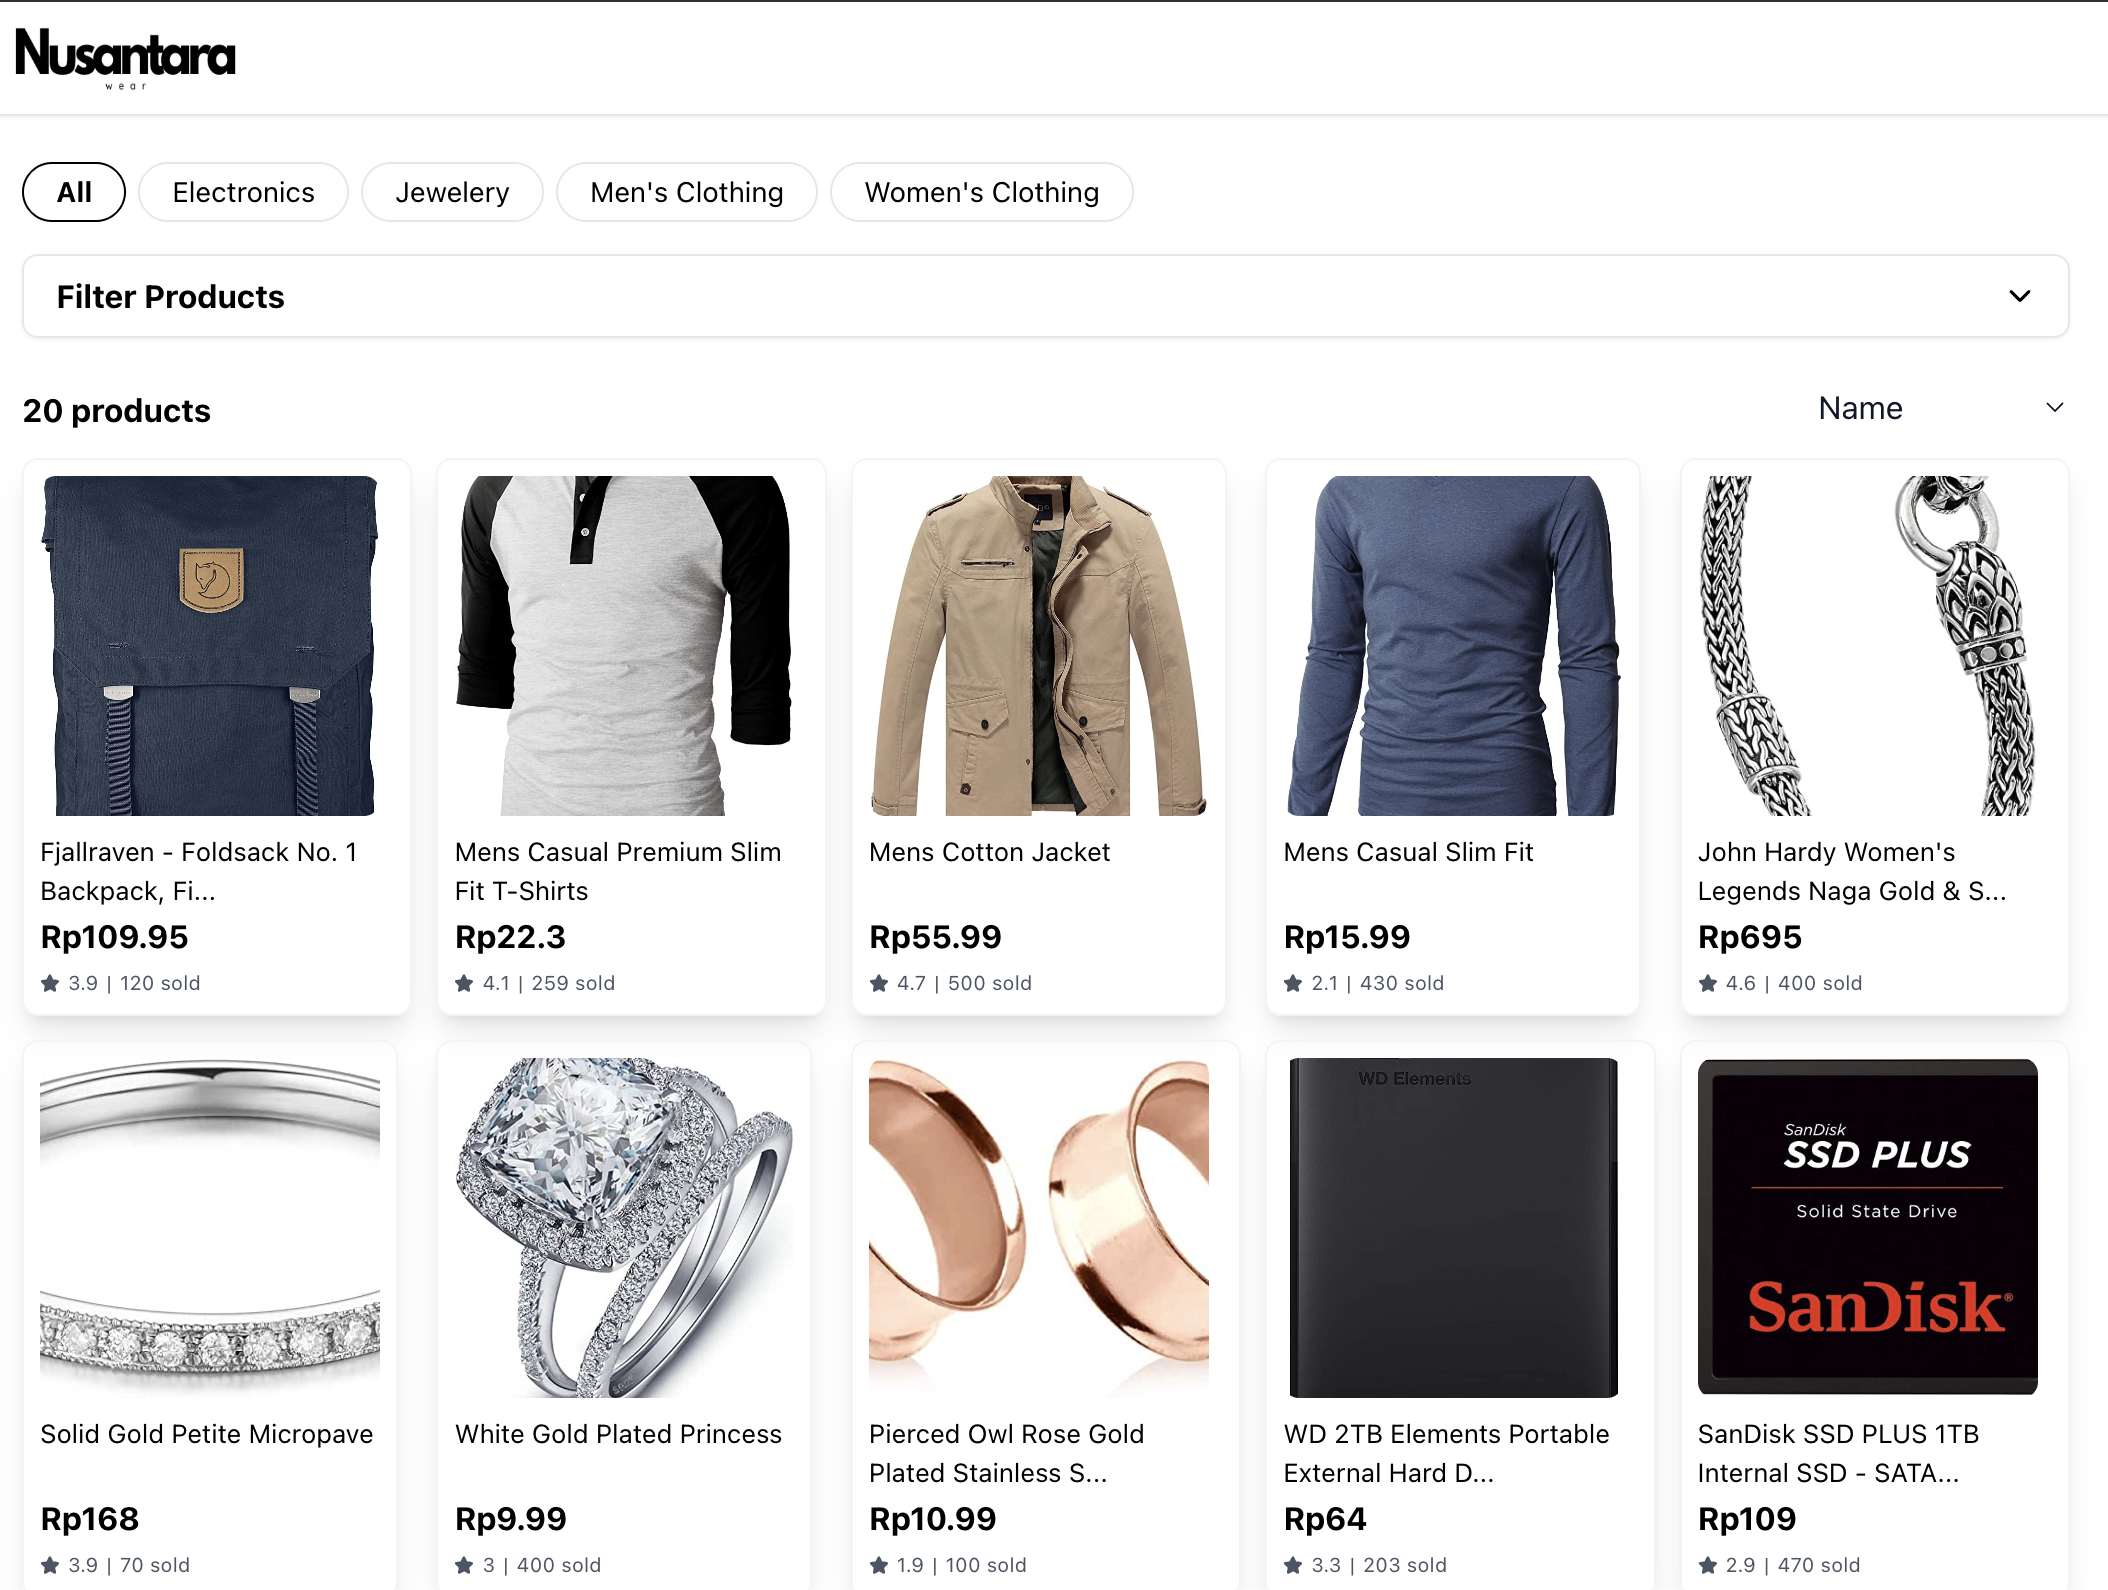 Nusantara
wear
All
Electronics
Jewelery
Men's Clothing
Women's Clothing
Filter Products
20 products
Name
Fjallraven - Foldsack No. 1
Backpack, Fi...
Rp109.95
3.9 | 120 sold
Mens Casual Premium Slim
Fit T-Shirts
Rp22.3
4.1 | 259 sold
Mens Cotton Jacket
Rp55.99
4.7 | 500 sold
Mens Casual Slim Fit
Rp15.99
2.1 | 430 sold
John Hardy Women's
Legends Naga Gold & S...
Rp695
4.6 | 400 sold
Solid Gold Petite Micropave
Rp168
3.9 | 70 sold
White Gold Plated Princess
Rp9.99
3 | 400 sold
Pierced Owl Rose Gold
Plated Stainless S...
Rp10.99
1.9 | 100 sold
WD Elements
WD 2TB Elements Portable
External Hard D...
Rp64
3.3 | 203 sold
SanDisk
SSD PLUS
Solid State Drive
SanDisk®
SanDisk SSD PLUS 1TB
Internal SSD - SATA...
Rp109
2.9 | 470 sold